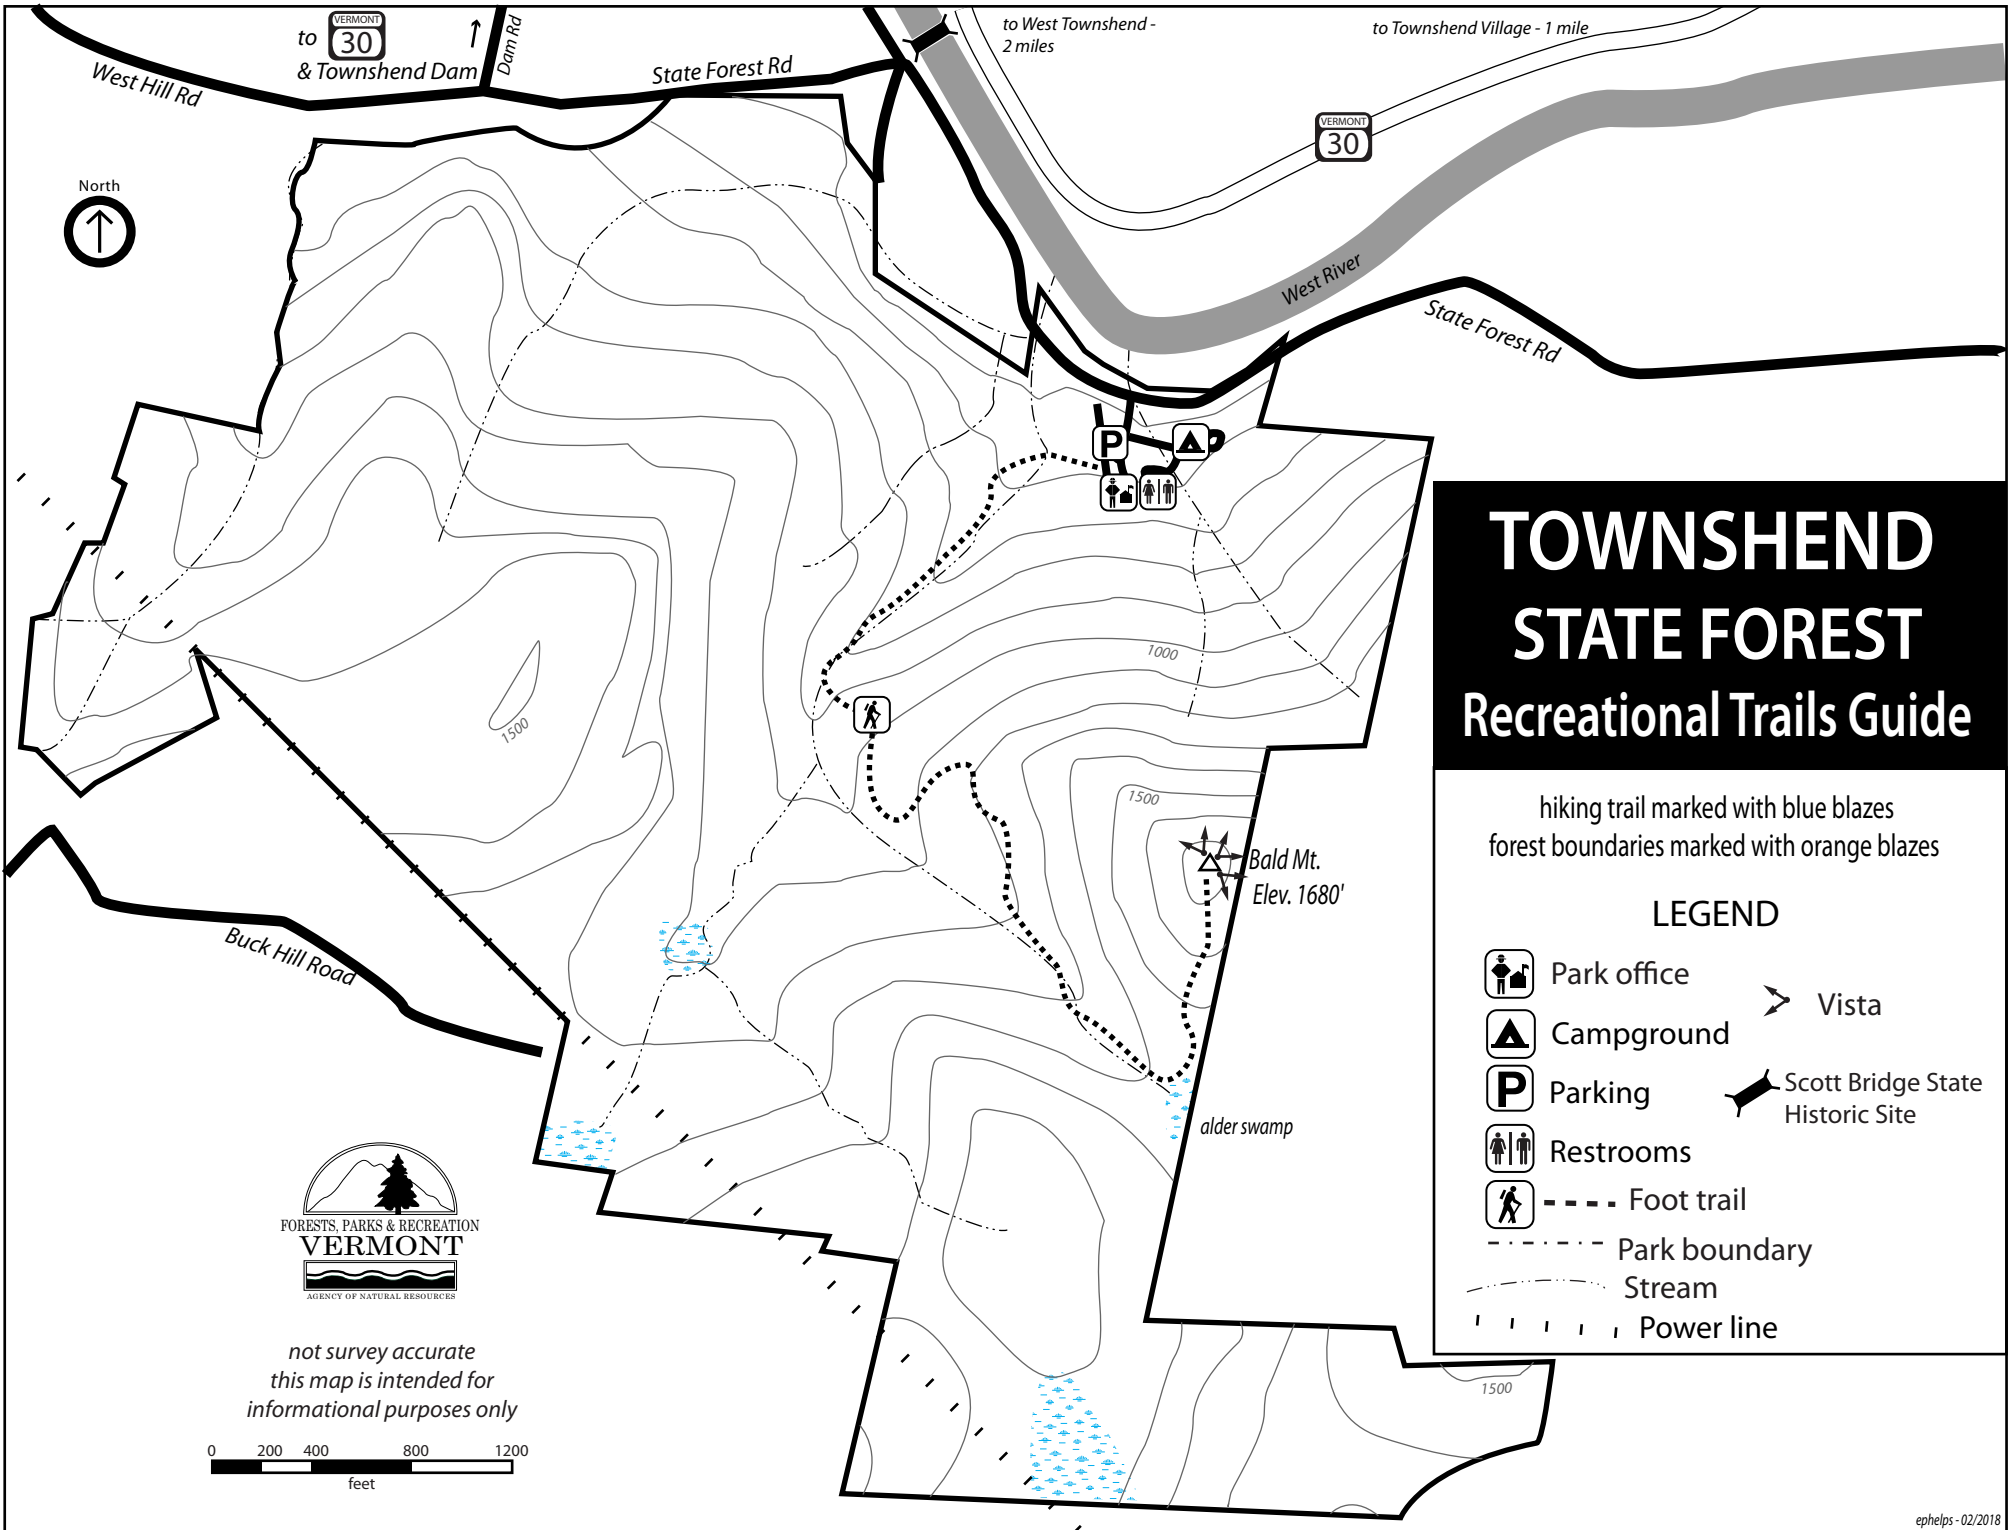 to West Townshend -
2 miles
to Townshend Village - 1 mile
to
VERMONT
30
& Townshend Dam
Dam Rd
West Hill Rd
State Forest Rd
VERMONT
30
North
West River
State Forest Rd
P
TOWNSHEND
STATE FOREST
Recreational Trails Guide
hiking trail marked with blue blazes
forest boundaries marked with orange blazes
1000
1500
1500
Bald Mt.
Elev. 1680'
Buck Hill Road
alder swamp
1500
LEGEND
Park office
Vista
Campground
P
Parking
Scott Bridge State
Historic Site
Restrooms
Foot trail
Park boundary
Stream
Power line
FORESTS, PARKS & RECREATION
VERMONT
AGENCY OF NATURAL RESOURCES
not survey accurate
this map is intended for
informational purposes only
0 200 400 800 1200
feet
ephelps - 02/2018